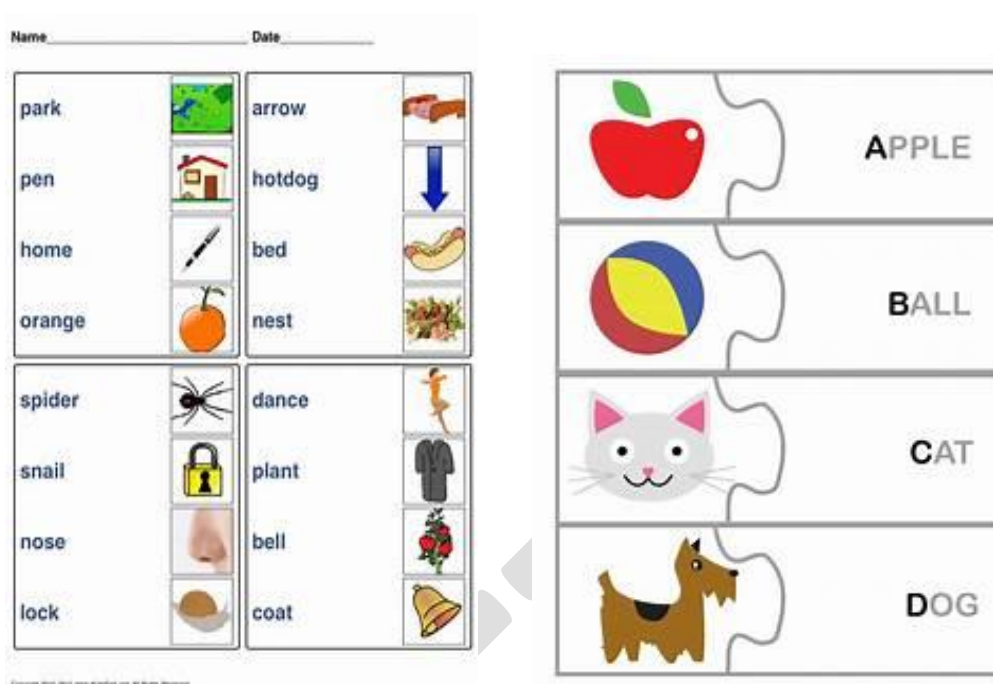 Name Date
park arrow
pen hotdog
home bed
orange nest
spider dance
snail plant
nose bell
lock coat
APPLE
BALL
CAT
DOG